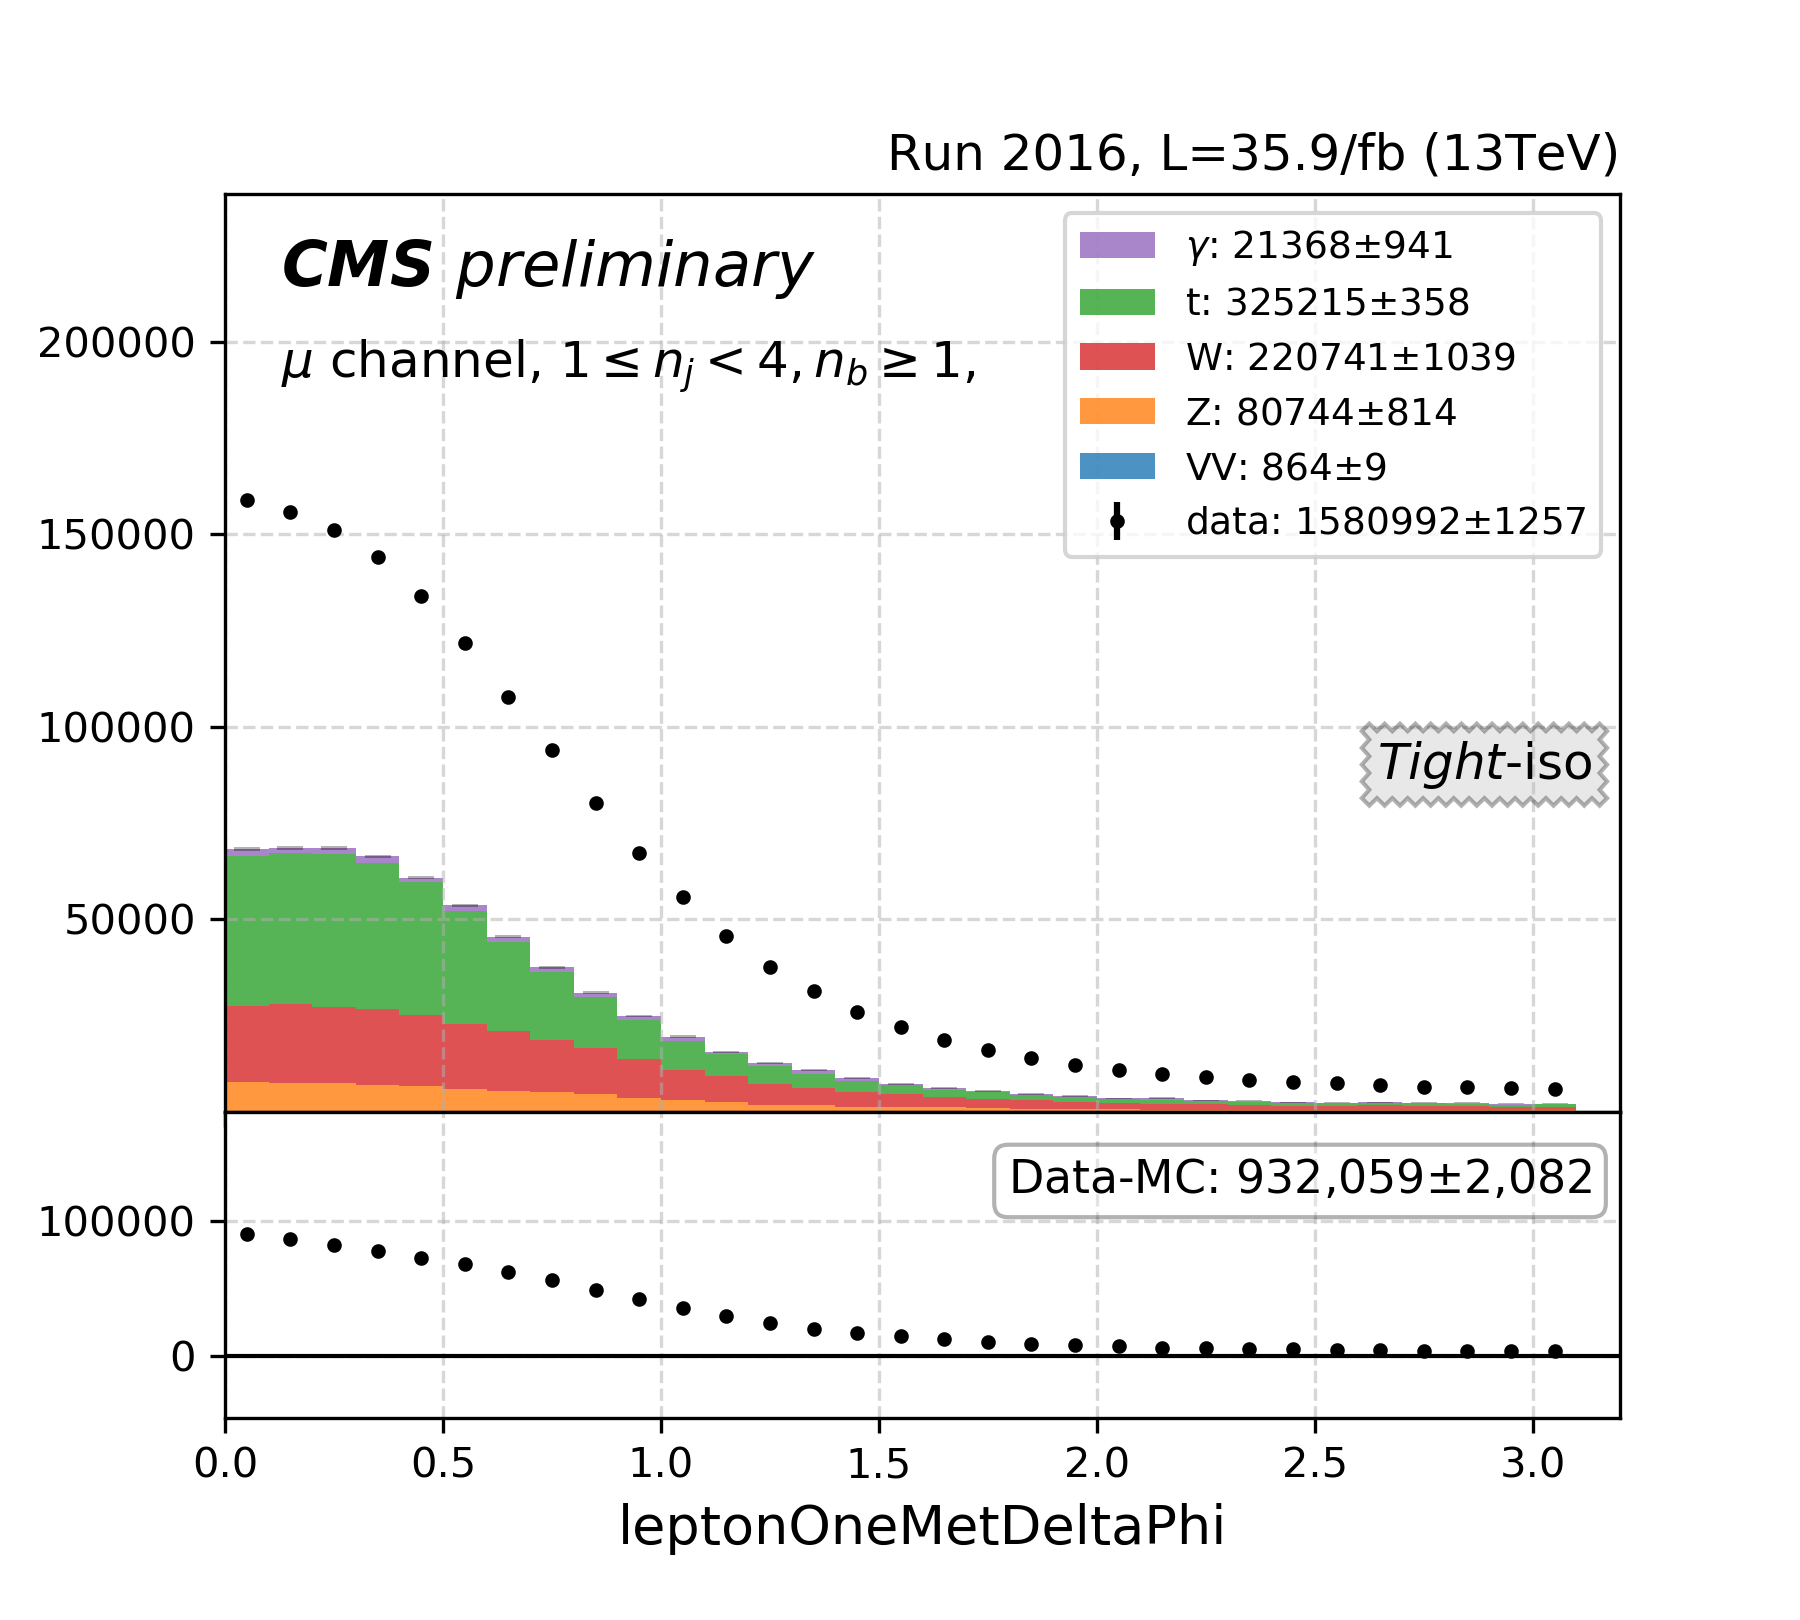 Run 2016, L=35.9/fb (13TeV)
CMS preliminary
μ channel, 1 ≤ n_j < 4, n_b ≥ 1,
γ: 21368±941
t: 325215±358
W: 220741±1039
Z: 80744±814
VV: 864±9
data: 1580992±1257
200000
150000
100000
50000
Tight-iso
Data-MC: 932,059±2,082
100000
0
0.0 0.5 1.0 1.5 2.0 2.5 3.0
leptonOneMetDeltaPhi